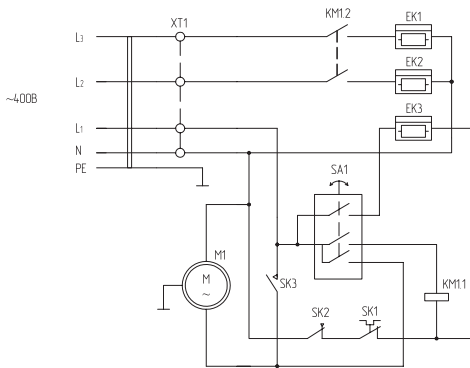 XT1
KM1.2
EK1
L3
EK2
L2
~400В
EK3
L1
N
SA1
PE
M1
M
~
SK3
KM1.1
SK2
SK1